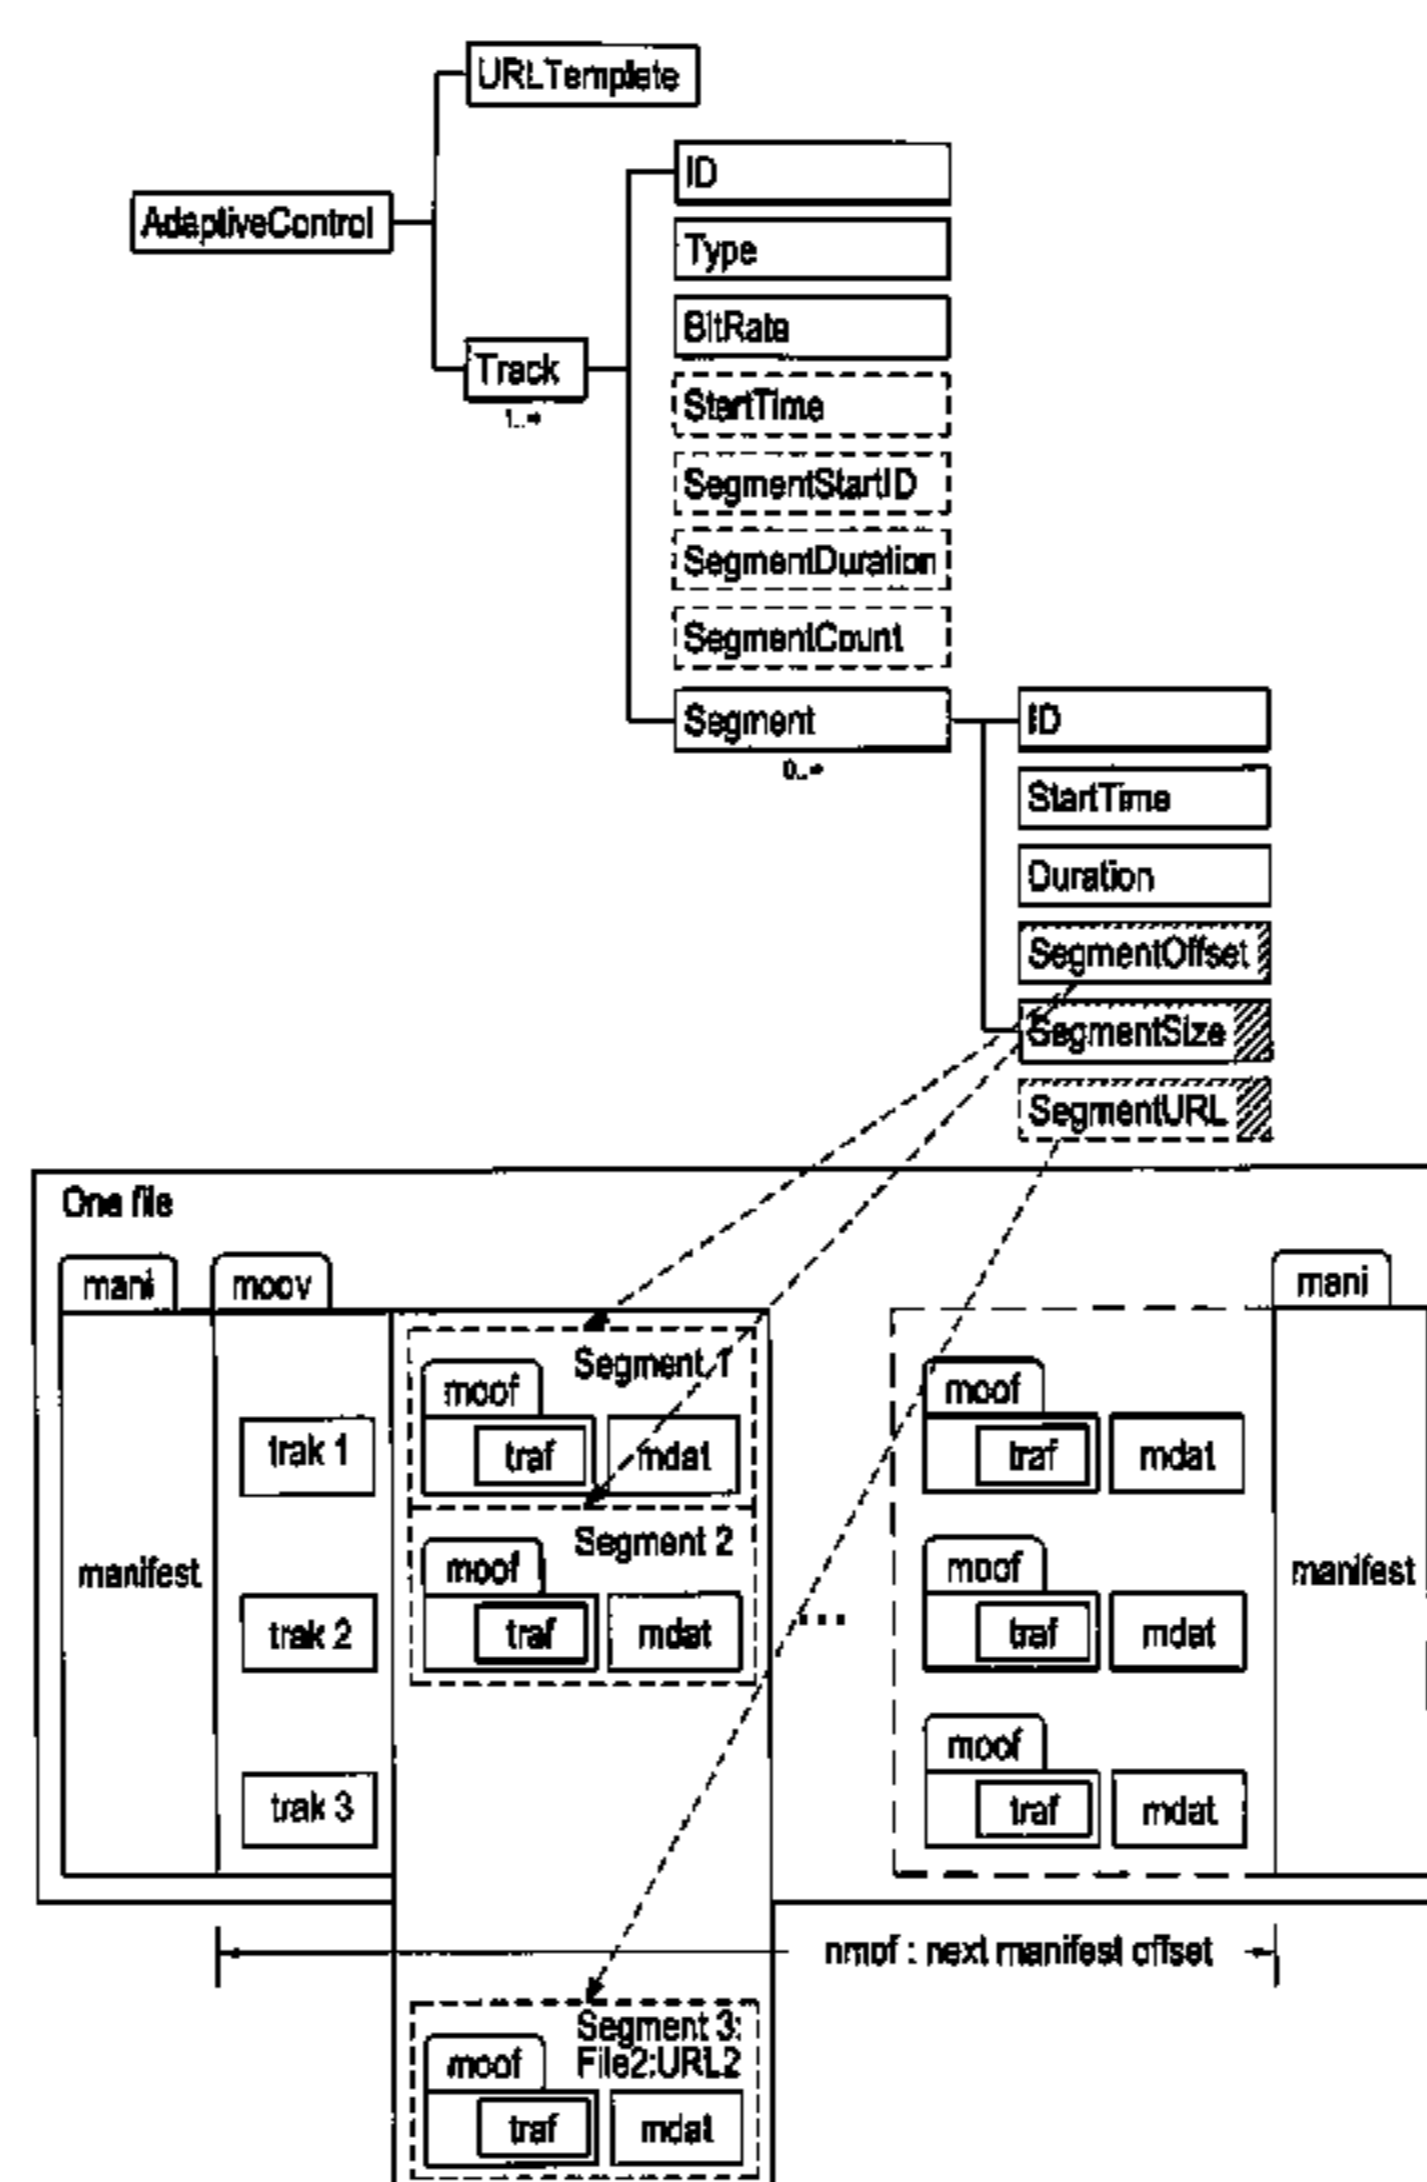 URLTemplate
ID
AdaptiveControl
Type
BitRate
Track
1..∞
StartTime
SegmentStartID
SegmentDuration
SegmentCount
Segment
0..∞
ID
StartTime
Duration
SegmentOffset
SegmentSize
SegmentURL
One file
mani
moov
mani
Segment 1
moof
moof
trak 1
traf
mdat
traf
mdat
Segment 2
moof
moof
manifest
manifest
trak 2
traf
mdat
...
traf
mdat
moof
trak 3
traf
mdat
nmof : next manifest offset
Segment 3:
File2:URL2
moof
traf
mdat